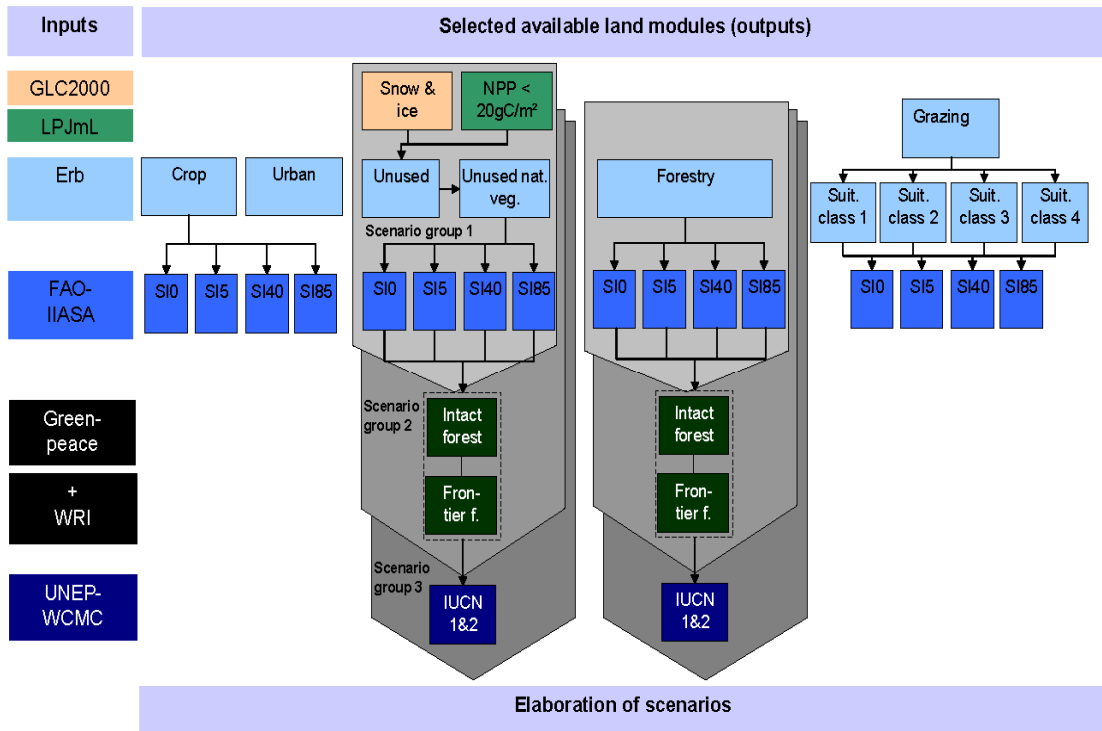 Inputs
Selected available land modules (outputs)
GLC2000
LPJmL
Erb
FAO-
IIASA
Green-
peace
+
WRI
UNEP-
WCMC
Crop
Urban
SI0
SI5
SI40
SI85
Snow &
ice
NPP <
20gC/m²
Unused
Unused nat.
veg.
Scenario group 1
SI0
SI5
SI40
SI85
Scenario
group 2
Intact
forest
Fron-
tier f.
Scenario
group 3
IUCN
1&2
Forestry
SI0
SI5
SI40
SI85
Intact
forest
Fron-
tier f.
IUCN
1&2
Grazing
Suit.
class 1
Suit.
class 2
Suit.
class 3
Suit.
class 4
SI0
SI5
SI40
SI85
Elaboration of scenarios